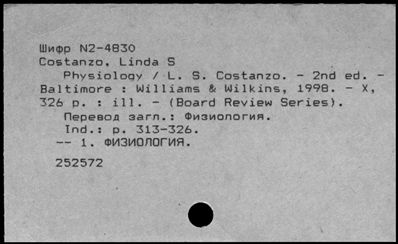 Шифр N2-4830
Costanzo, Linda S
Physiology / L. S. Costanzo. - 2nd ed. -
Baltimore : Williams & Wilkins, 1998. - X,
326 p. : ill. - (Board Review Series).
Перевод загл.: Физиология.
Ind.: p. 313-326.
-- 1. ФИЗИОЛОГИЯ.
252572